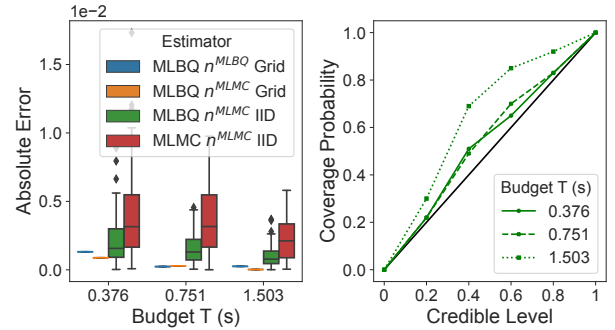 1e−2
Absolute Error
1.5
1.0
0.5
0.0
Estimator
MLBQ n^MLBQ Grid
MLBQ n^MLMC Grid
MLBQ n^MLMC IID
MLMC n^MLMC IID
0.376 0.751 1.503
Budget T (s)
Coverage Probability
1.0
0.8
0.6
0.4
0.2
0.0
Budget T (s)
0.376
0.751
1.503
0 0.2 0.4 0.6 0.8 1
Credible Level